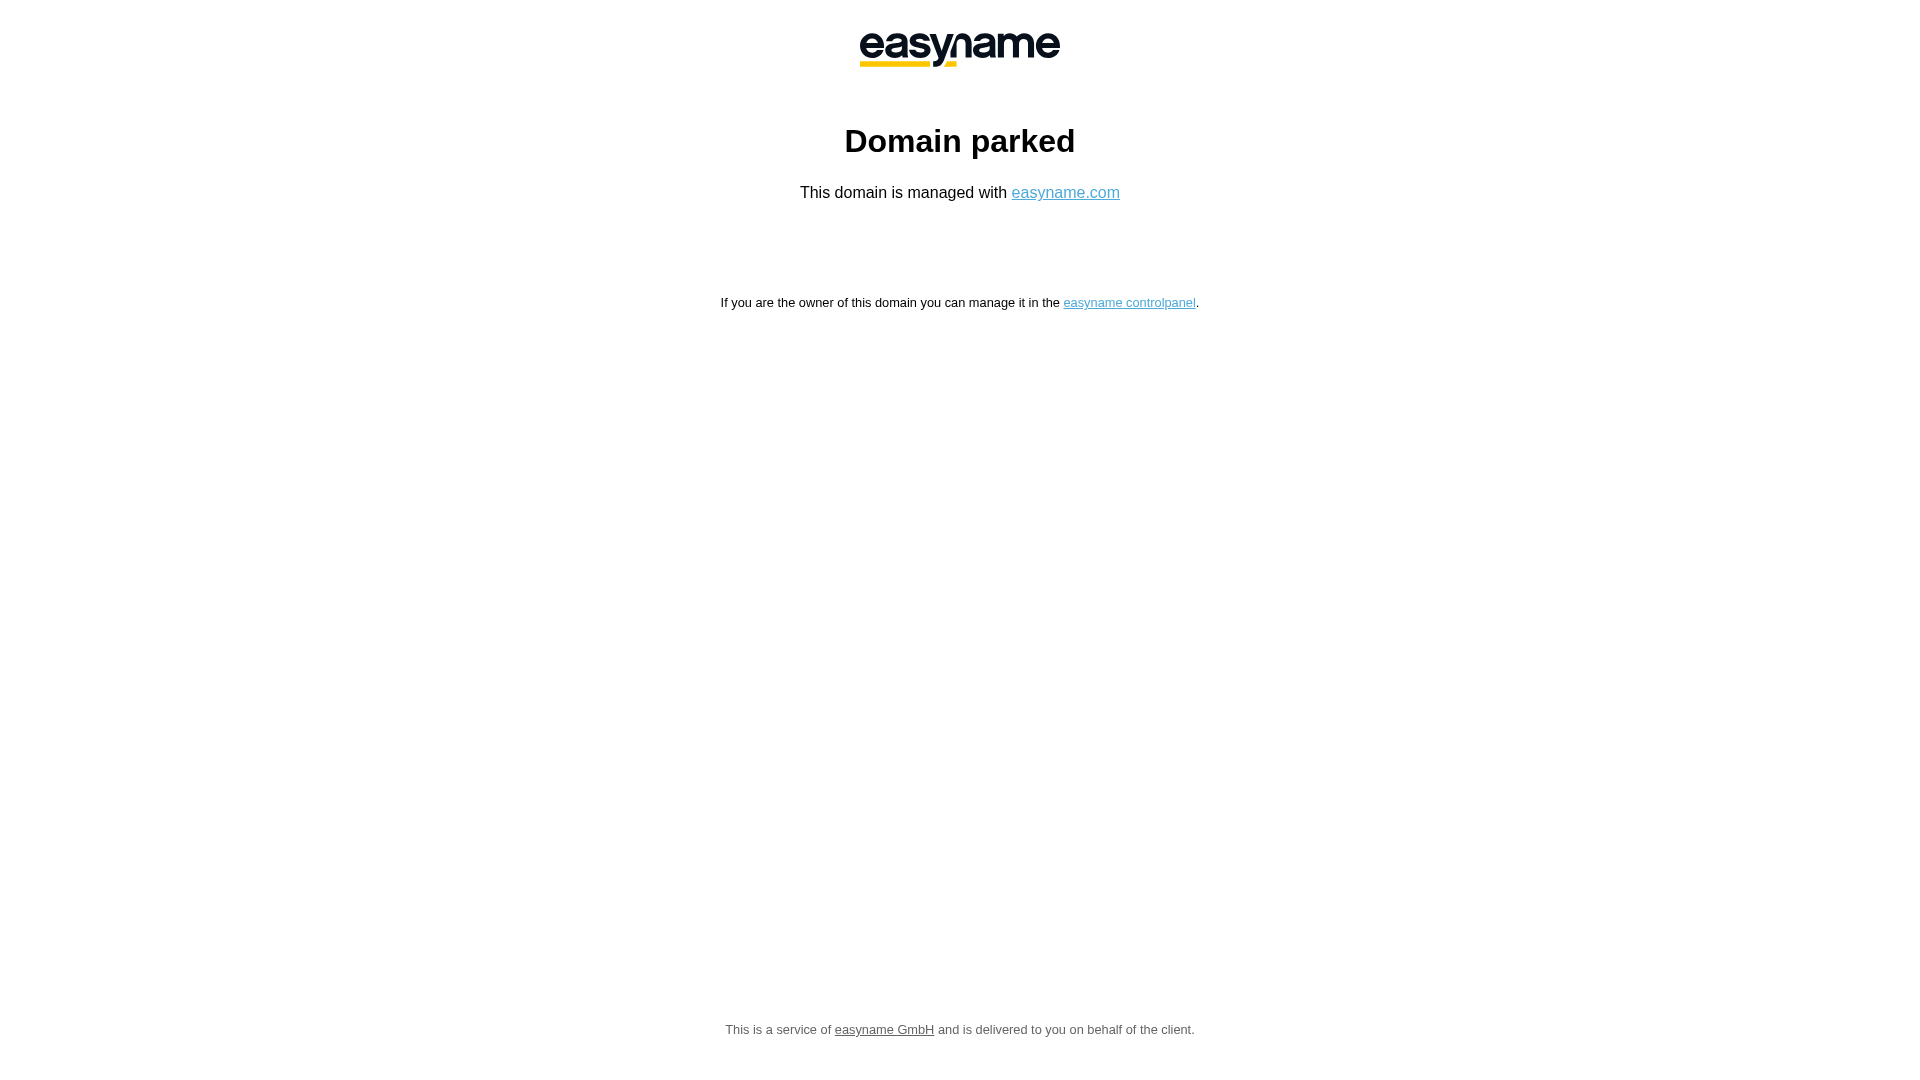 easyname
Domain parked
This domain is managed with easyname.com
If you are the owner of this domain you can manage it in the easyname controlpanel.
This is a service of easyname GmbH and is delivered to you on behalf of the client.